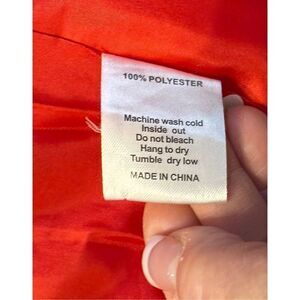 100% POLYESTER
Machine wash cold
Inside out
Do not bleach
Hang to dry
Tumble dry low
MADE IN CHINA